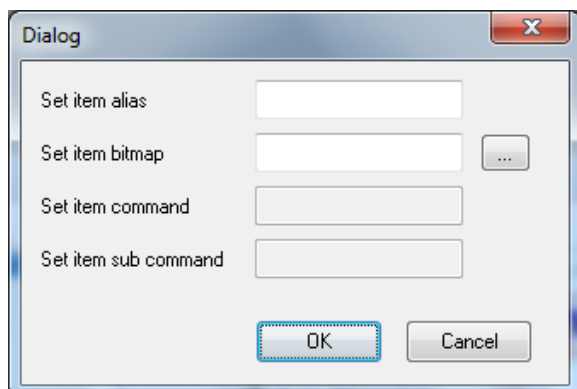 Dialog
Set item alias
Set item bitmap
...
Set item command
Set item sub command
OK
Cancel